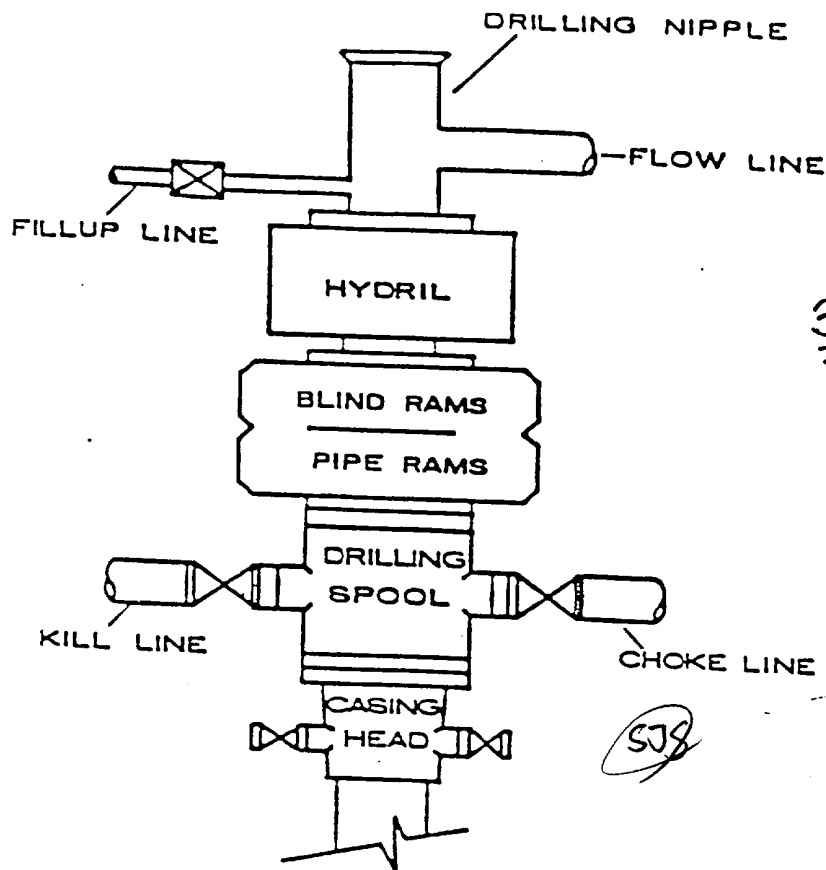 DRILLING NIPPLE
FLOW LINE
FILLUP LINE
HYDRIL
BLIND RAMS
PIPE RAMS
DRILLING
SPOOL
KILL LINE
CHOKE LINE
CASING
HEAD
SJS